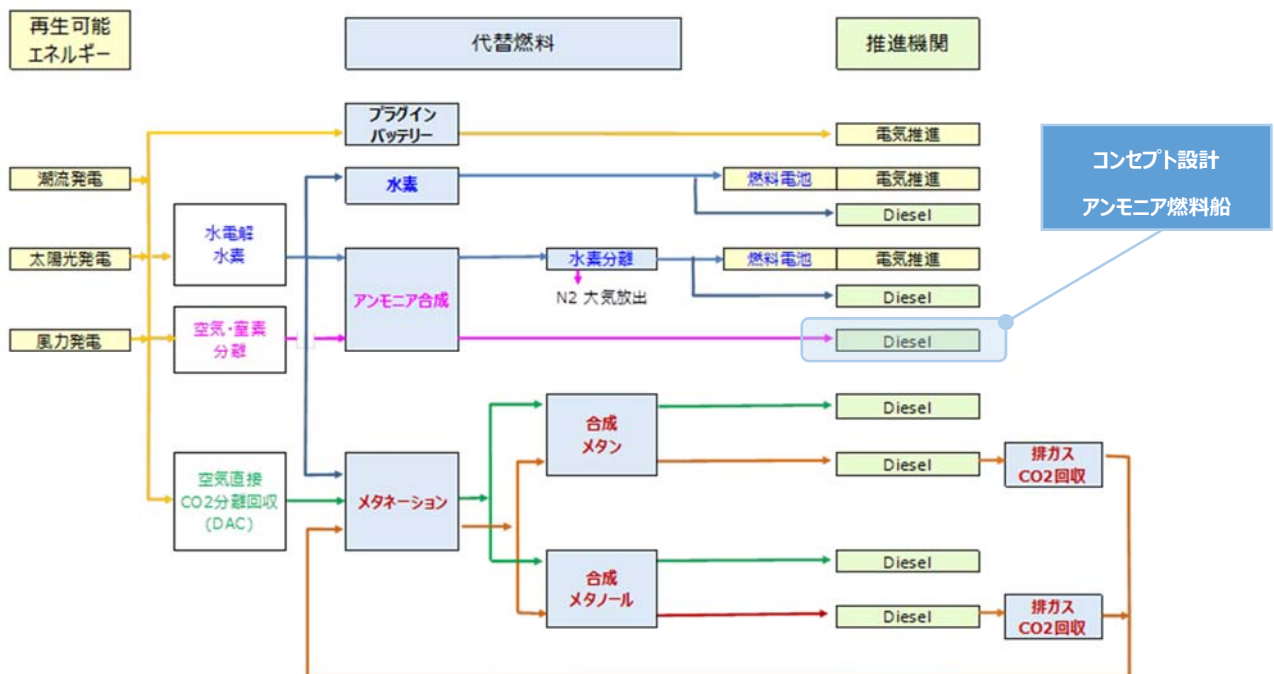 再生可能
エネルギー
代替燃料
推進機関
プラグイン
バッテリー
電気推進
コンセプト設計
アンモニア燃料船
潮流発電
水素
燃料電池
電気推進
Diesel
水電解
水素
太陽光発電
アンモニア合成
水素分離
燃料電池
電気推進
N2 大気放出
Diesel
風力発電
空気・窒素
分離
Diesel
合成
メタン
Diesel
Diesel
排ガス
CO2回収
空気直接
CO2分離回収
(DAC)
メタネーション
合成
メタノール
Diesel
Diesel
排ガス
CO2回収